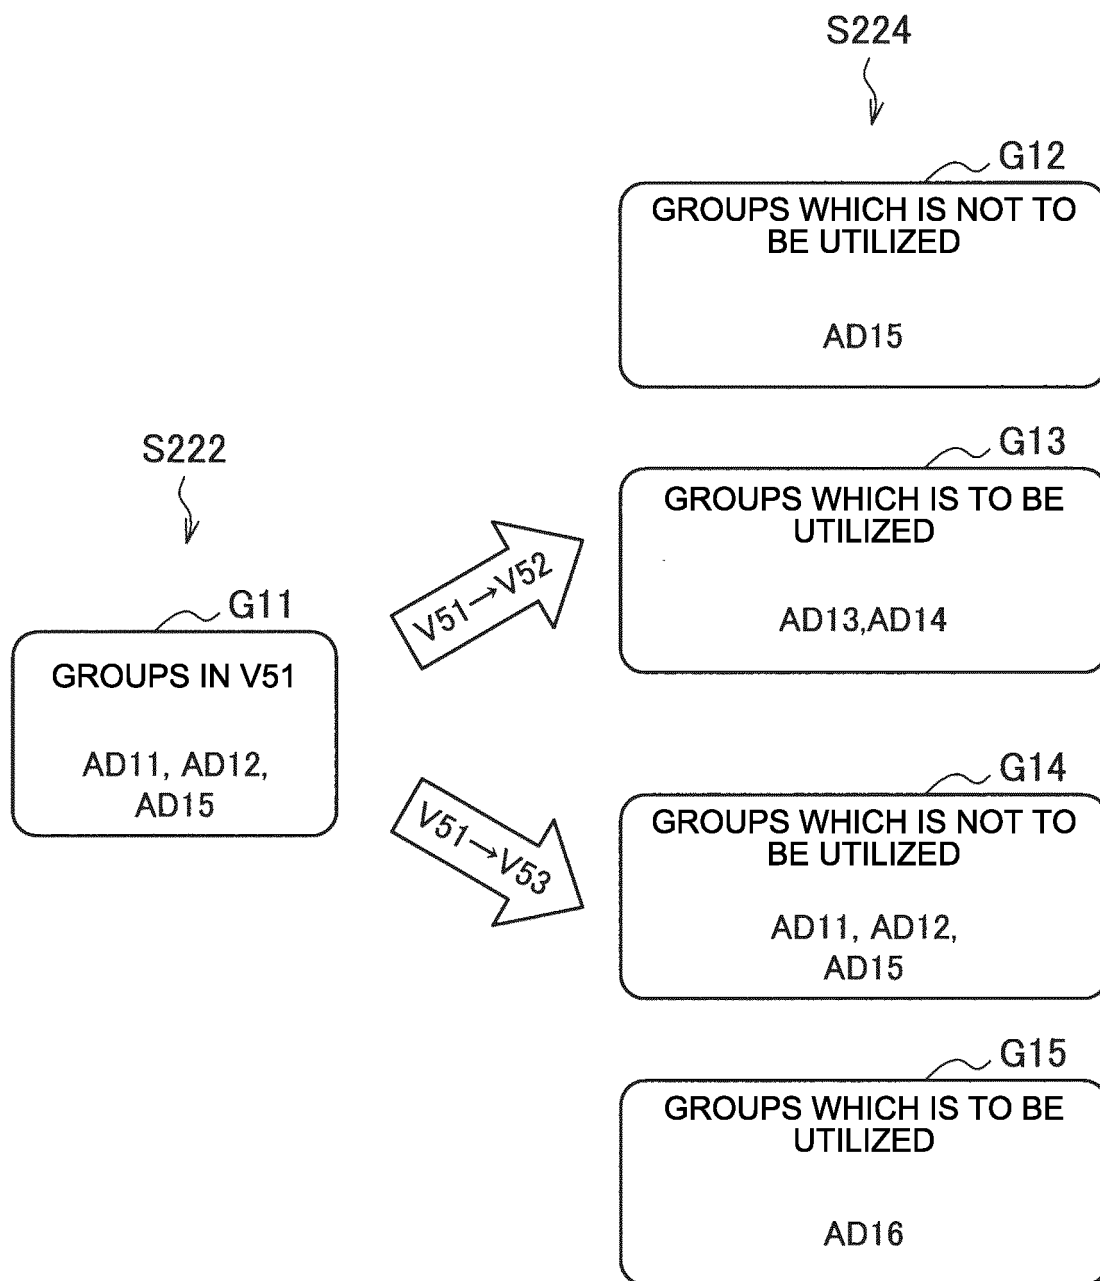 S224
G12
GROUPS WHICH IS NOT TO
BE UTILIZED
AD15
S222
G13
GROUPS WHICH IS TO BE
UTILIZED
AD13,AD14
V51→V52
G11
GROUPS IN V51
AD11, AD12,
AD15
V51→V53
G14
GROUPS WHICH IS NOT TO
BE UTILIZED
AD11, AD12,
AD15
G15
GROUPS WHICH IS TO BE
UTILIZED
AD16